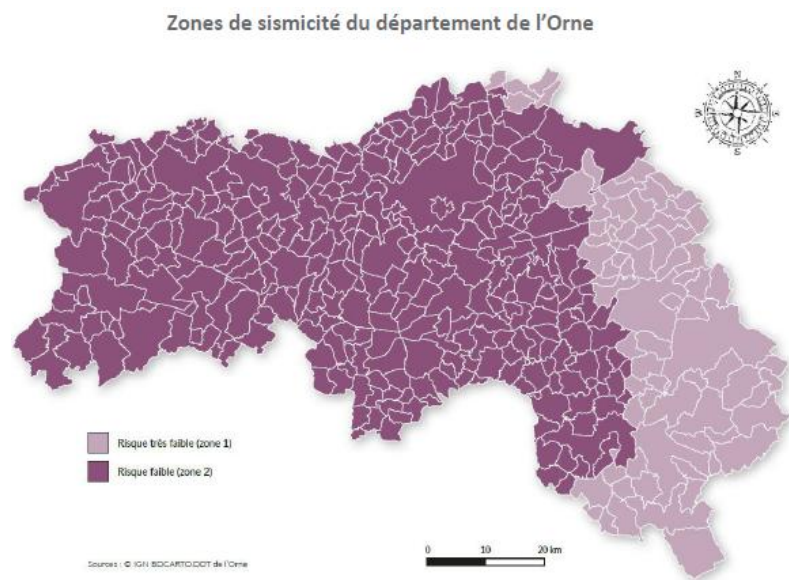 Zones de sismicité du département de l'Orne
N
E
S
Risque très faible (zone 1)
Risque faible (zone 2)
0 10 20 km
Sources : © IGN BDCARTO.DDT de l'Orne